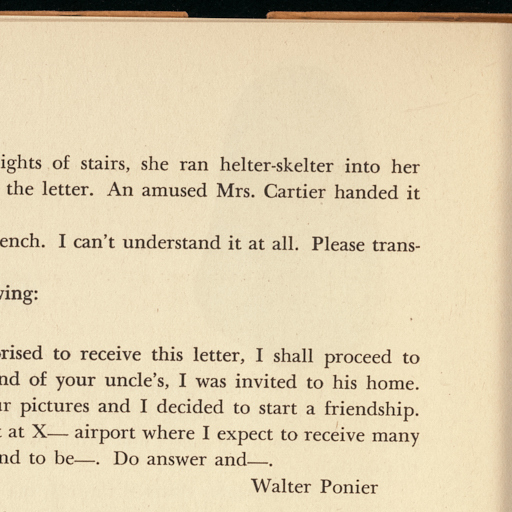 ights of stairs, she ran helter-skelter into her
the letter. An amused Mrs. Cartier handed it
ench. I can't understand it at all. Please trans-
ving:
rised to receive this letter, I shall proceed to
nd of your uncle's, I was invited to his home.
ur pictures and I decided to start a friendship.
at X— airport where I expect to receive many
nd to be—. Do answer and—.
Walter Ponier